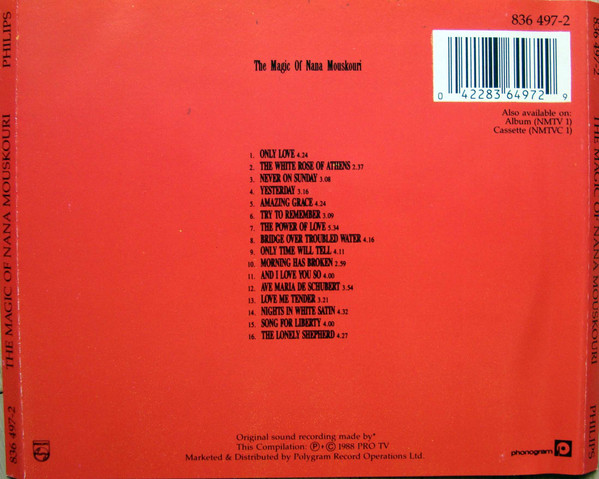 836 497-2
The Magic Of Nana Mouskouri
0 42283 64972 9
Also available on:
Album (NMTV 1)
Cassette (NMTVC 1)
1. ONLY LOVE 4.24
2. THE WHITE ROSE OF ATHENS 2.37
3. NEVER ON SUNDAY 3.08
4. YESTERDAY 3.16
5. AMAZING GRACE 4.24
6. TRY TO REMEMBER 3.09
7. THE POWER OF LOVE 5.34
8. BRIDGE OVER TROUBLED WATER 4.16
9. ONLY TIME WILL TELL 4.11
10. MORNING HAS BROKEN 2.59
11. AND I LOVE YOU SO 4.00
12. AVE MARIA DE SCHUBERT 3.54
13. LOVE ME TENDER 3.21
14. NIGHTS IN WHITE SATIN 4.32
15. SONG FOR LIBERTY 4.00
16. THE LONELY SHEPHERD 4.27
Original sound recording made by*
This Compilation: Ⓟ+© 1988 PRO TV
Marketed & Distributed by Polygram Record Operations Ltd.
phonogram
836 497-2 THE MAGIC OF NANA MOUSKOURI PHILIPS
836 497-2 THE MAGIC OF NANA MOUSKOURI PHILIPS